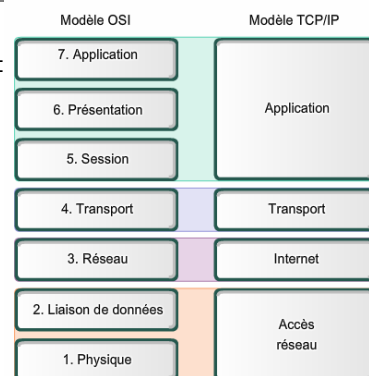 Modèle OSI
Modèle TCP/IP
7. Application
6. Présentation
5. Session
Application
4. Transport
Transport
3. Réseau
Internet
2. Liaison de données
1. Physique
Accès
réseau